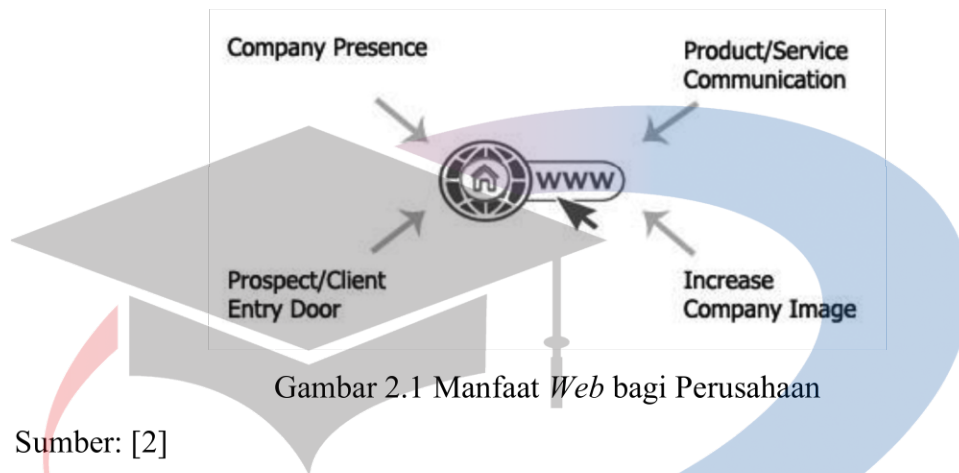 Company Presence
Product/Service
Communication
WWW
Prospect/Client
Entry Door
Increase
Company Image
Gambar 2.1 Manfaat Web bagi Perusahaan
Sumber: [2]